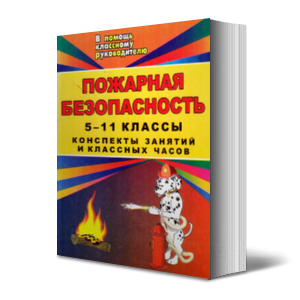 В помощь
классному
руководителю
ПОЖАРНАЯ
БЕЗОПАСНОСТЬ
5-11 КЛАССЫ
КОНСПЕКТЫ ЗАНЯТИЙ
И КЛАССНЫХ ЧАСОВ